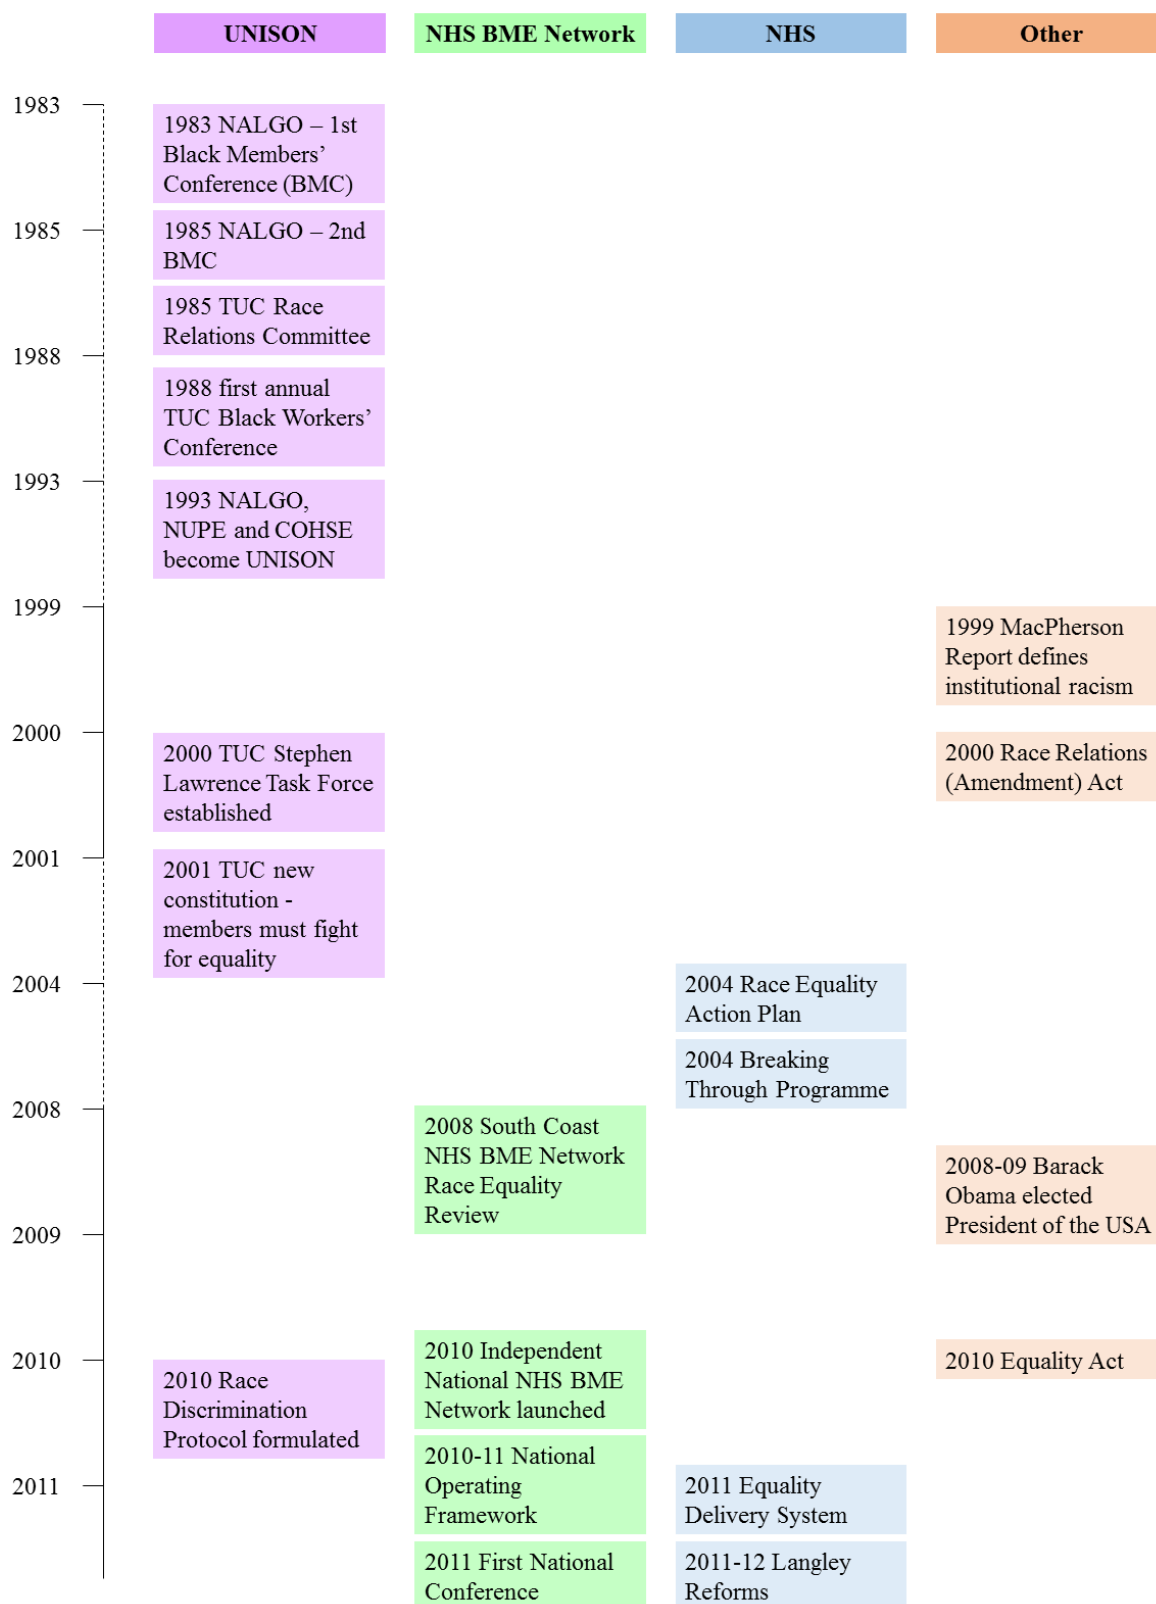 UNISON
NHS BME Network
NHS
Other
1983
1983 NALGO – 1st
Black Members’
Conference (BMC)
1985
1985 NALGO – 2nd
BMC
1985 TUC Race
Relations Committee
1988
1988 first annual
TUC Black Workers’
Conference
1993
1993 NALGO,
NUPE and COHSE
become UNISON
1999
1999 MacPherson
Report defines
institutional racism
2000
2000 TUC Stephen
Lawrence Task Force
established
2000 Race Relations
(Amendment) Act
2001
2001 TUC new
constitution -
members must fight
for equality
2004
2004 Race Equality
Action Plan
2004 Breaking
Through Programme
2008
2008 South Coast
NHS BME Network
Race Equality
Review
2008-09 Barack
Obama elected
President of the USA
2009
2010
2010 Race
Discrimination
Protocol formulated
2010 Independent
National NHS BME
Network launched
2010 Equality Act
2010-11 National
Operating
Framework
2011
2011 Equality
Delivery System
2011 First National
Conference
2011-12 Langley
Reforms